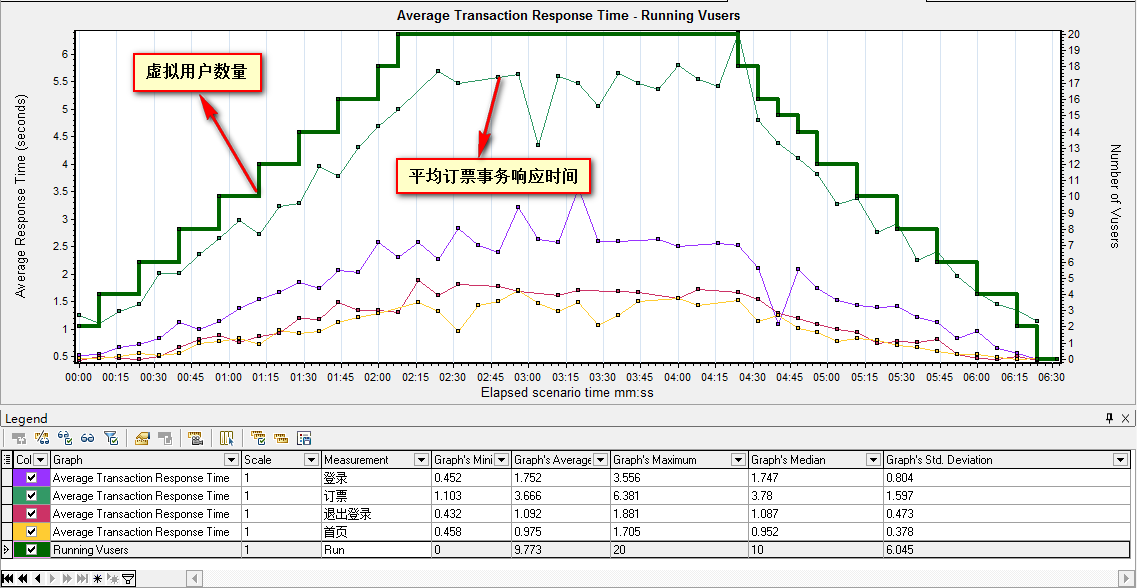 Average Transaction Response Time - Running Vusers
虚拟用户数量
平均订票事务响应时间
Average Response Time (seconds)
6
5.5
5
4.5
4
3.5
3
2.5
2
1.5
1
0.5
20
19
18
17
16
15
14
13
12
11
10
9
8
7
6
5
4
3
2
1
0
Number of Vusers
00:00 00:15 00:30 00:45 01:00 01:15 01:30 01:45 02:00 02:15 02:30 02:45 03:00 03:15 03:30 03:45 04:00 04:15 04:30 04:45 05:00 05:15 05:30 05:45 06:00 06:15 06:30
Elapsed scenario time mm:ss
Legend
Col Graph Scale Measurement Graph's Mini Graph's Average Graph's Maximum Graph's Median Graph's Std. Deviation
Average Transaction Response Time 1 登录 0.452 1.752 3.556 1.747 0.804
Average Transaction Response Time 1 订票 1.103 3.666 6.381 3.78 1.597
Average Transaction Response Time 1 退出登录 0.432 1.092 1.881 1.087 0.473
Average Transaction Response Time 1 首页 0.458 0.975 1.705 0.952 0.378
Running Vusers 1 Run 0 9.773 20 10 6.045